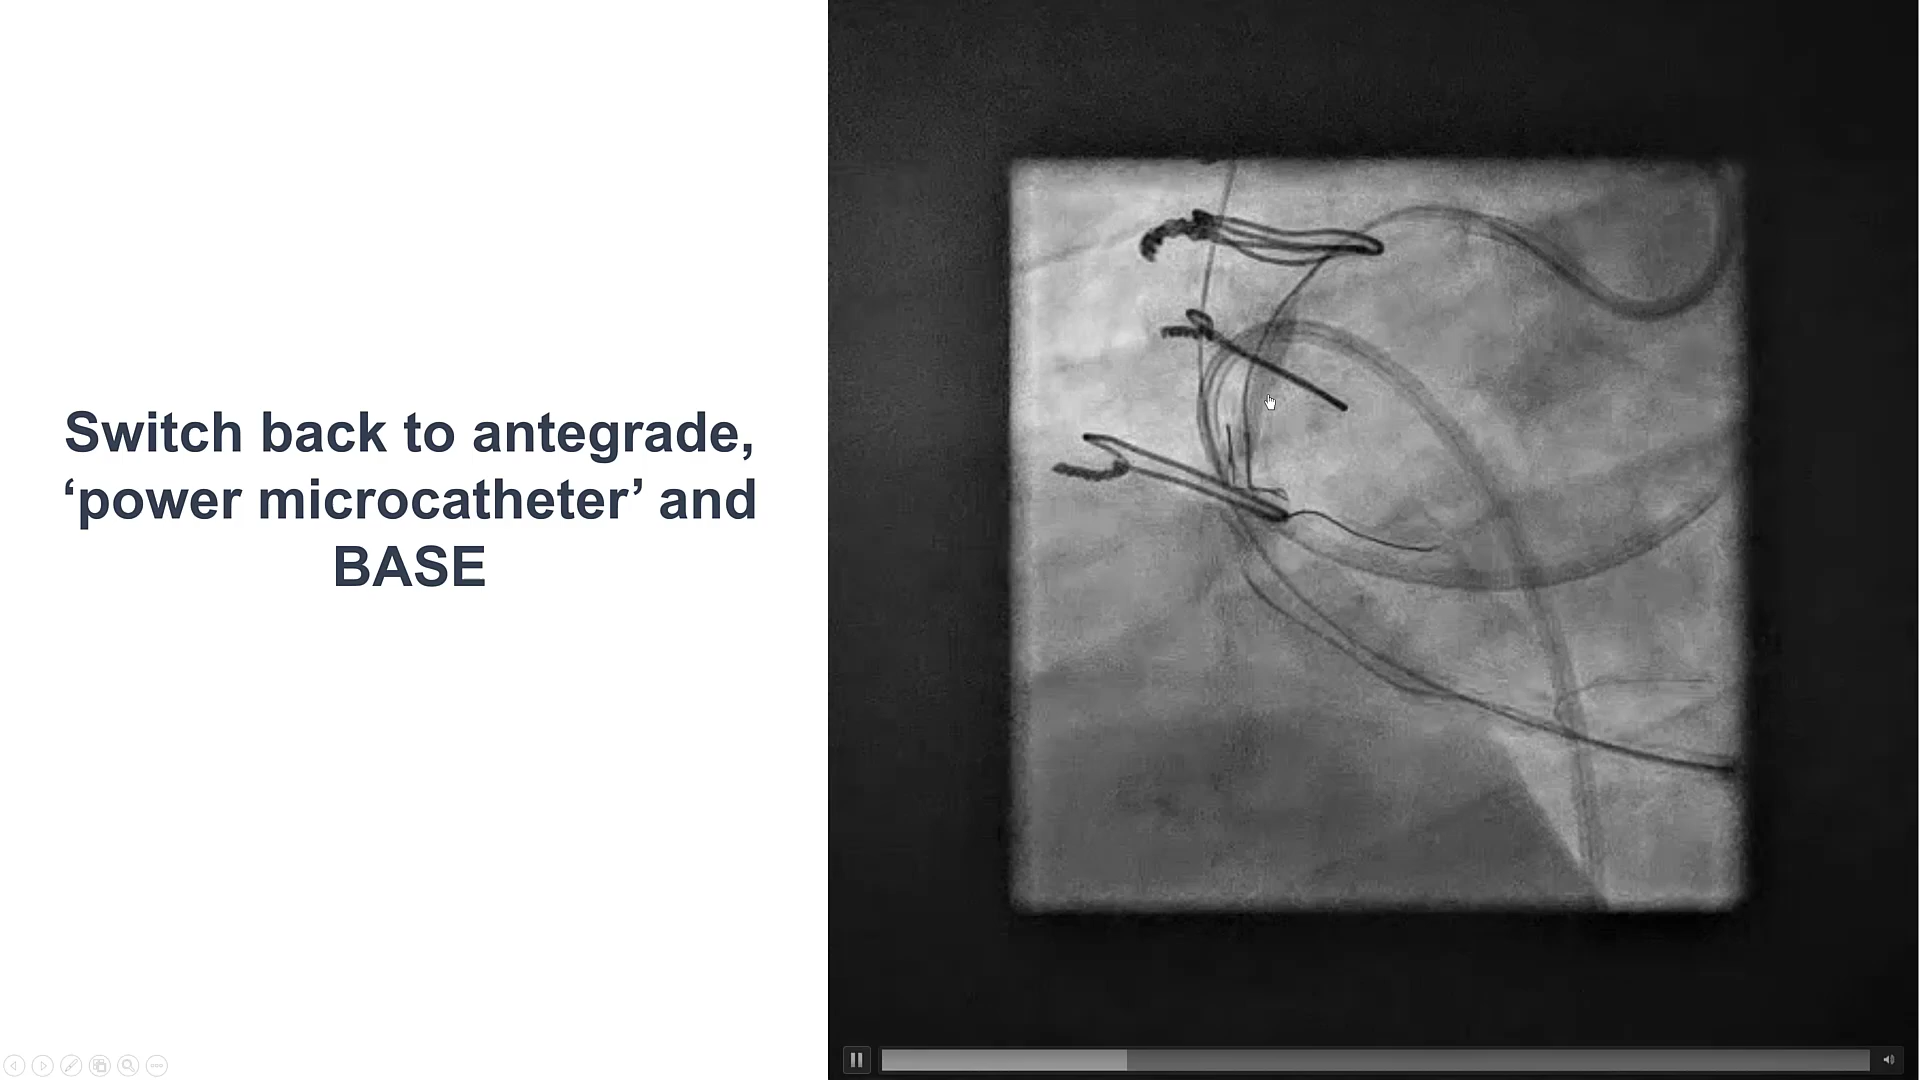 Switch back to antegrade,
‘power microcatheter’ and
BASE